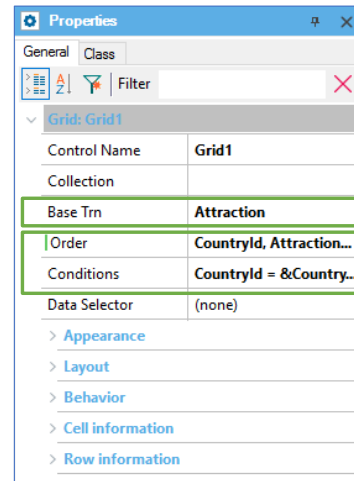 Properties
General Class
Filter
Grid: Grid1
Control Name Grid1
Collection
Base Trn Attraction
Order CountryId, Attraction...
Conditions CountryId = &Country...
Data Selector (none)
Appearance
Layout
Behavior
Cell information
Row information